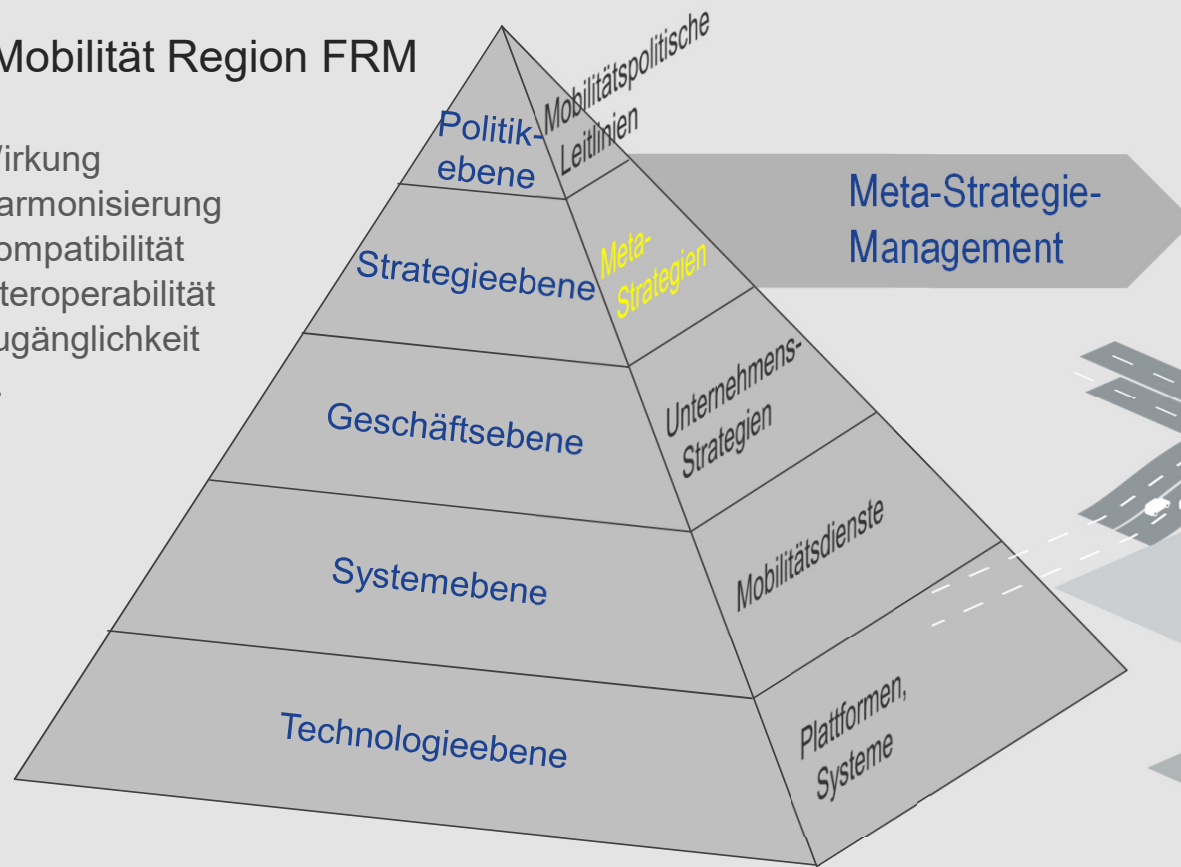 Mobilität Region FRM
Wirkung
armonisierung
ompatibilität
teroperabilität
ugänglichkeit
Politik-
ebene
Mobilitätspolitische
Leitlinien
Strategieebene
Meta-
Strategien
Meta-Strategie-
Management
Geschäftsebene
Unternehmens-
Strategien
Systemebene
Mobilitätsdienste
Technologieebene
Plattformen,
Systeme